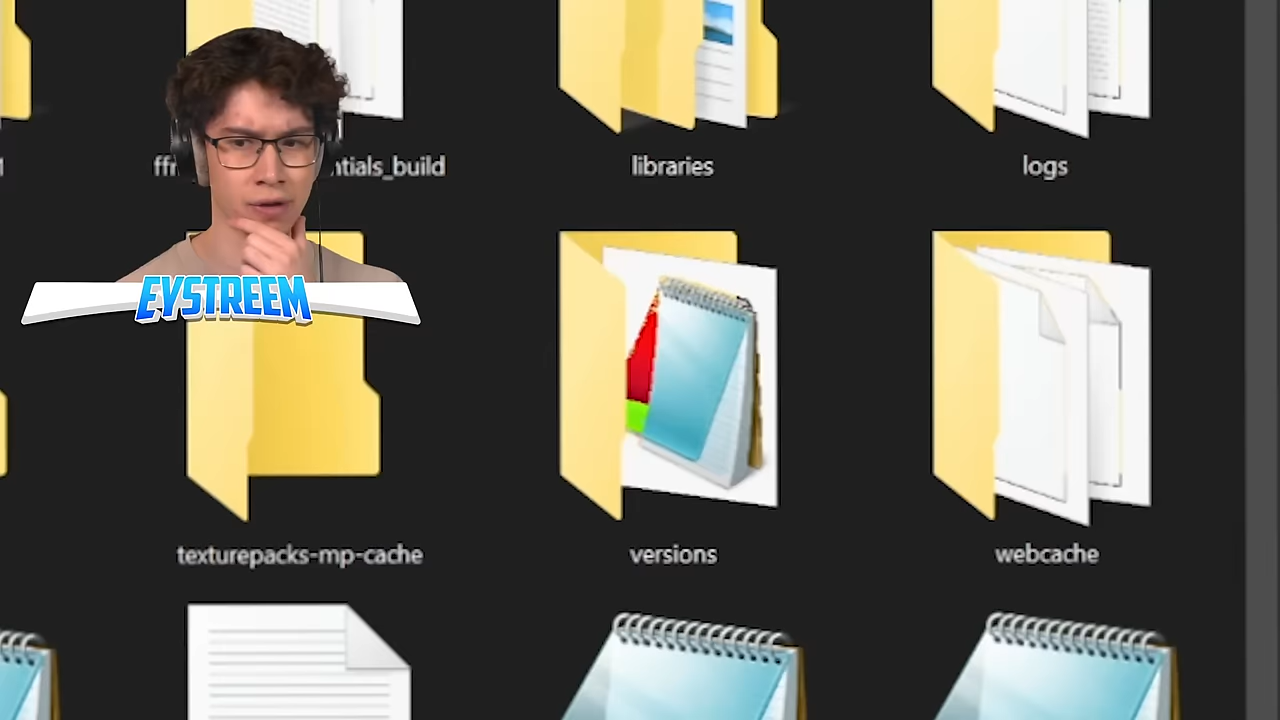 libraries
logs
EYSTREEM
texturepacks-mp-cache
versions
webcache